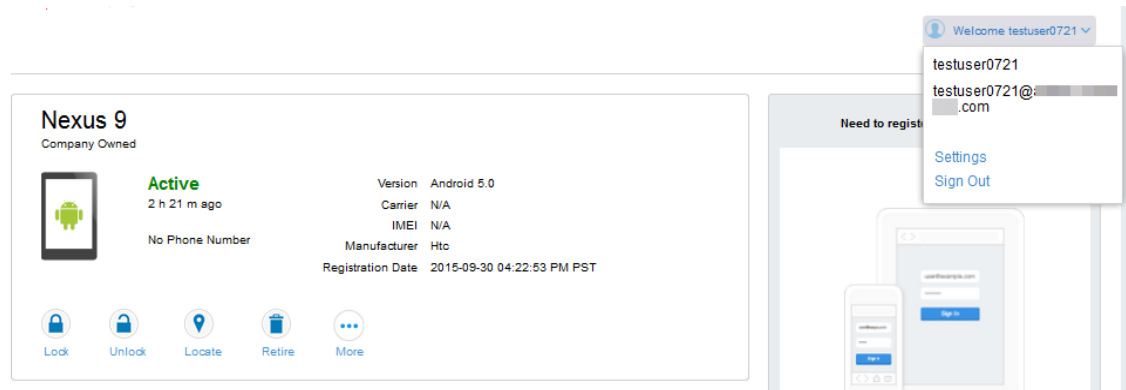 Welcome testuser0721
testuser0721
testuser0721@
.com
Settings
Sign Out
Nexus 9
Company Owned
Active
2 h 21 m ago
No Phone Number
Version Android 5.0
Carrier N/A
IMEI N/A
Manufacturer Htc
Registration Date 2015-09-30 04:22:53 PM PST
Lock Unlock Locate Retire More
Need to regist
Sign In
Sign In